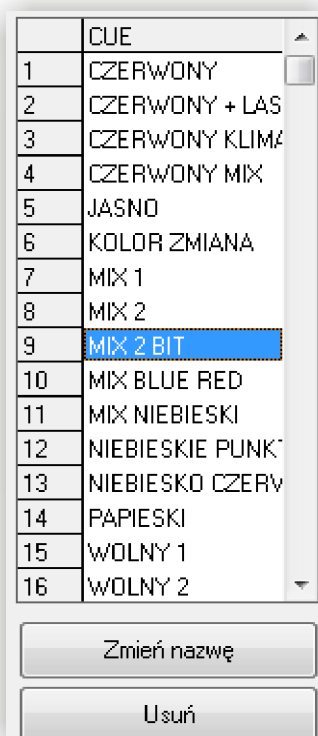 CUE
1 CZERWONY
2 CZERWONY + LAS
3 CZERWONY KLIMA
4 CZERWONY MIX
5 JASNO
6 KOLOR ZMIANA
7 MIX 1
8 MIX 2
9 MIX 2 BIT
10 MIX BLUE RED
11 MIX NIEBIESKI
12 NIEBIESKIE PUNKT
13 NIEBIESKO CZERW
14 PAPIESKI
15 WOLNY 1
16 WOLNY 2
Zmień nazwę
Usuń